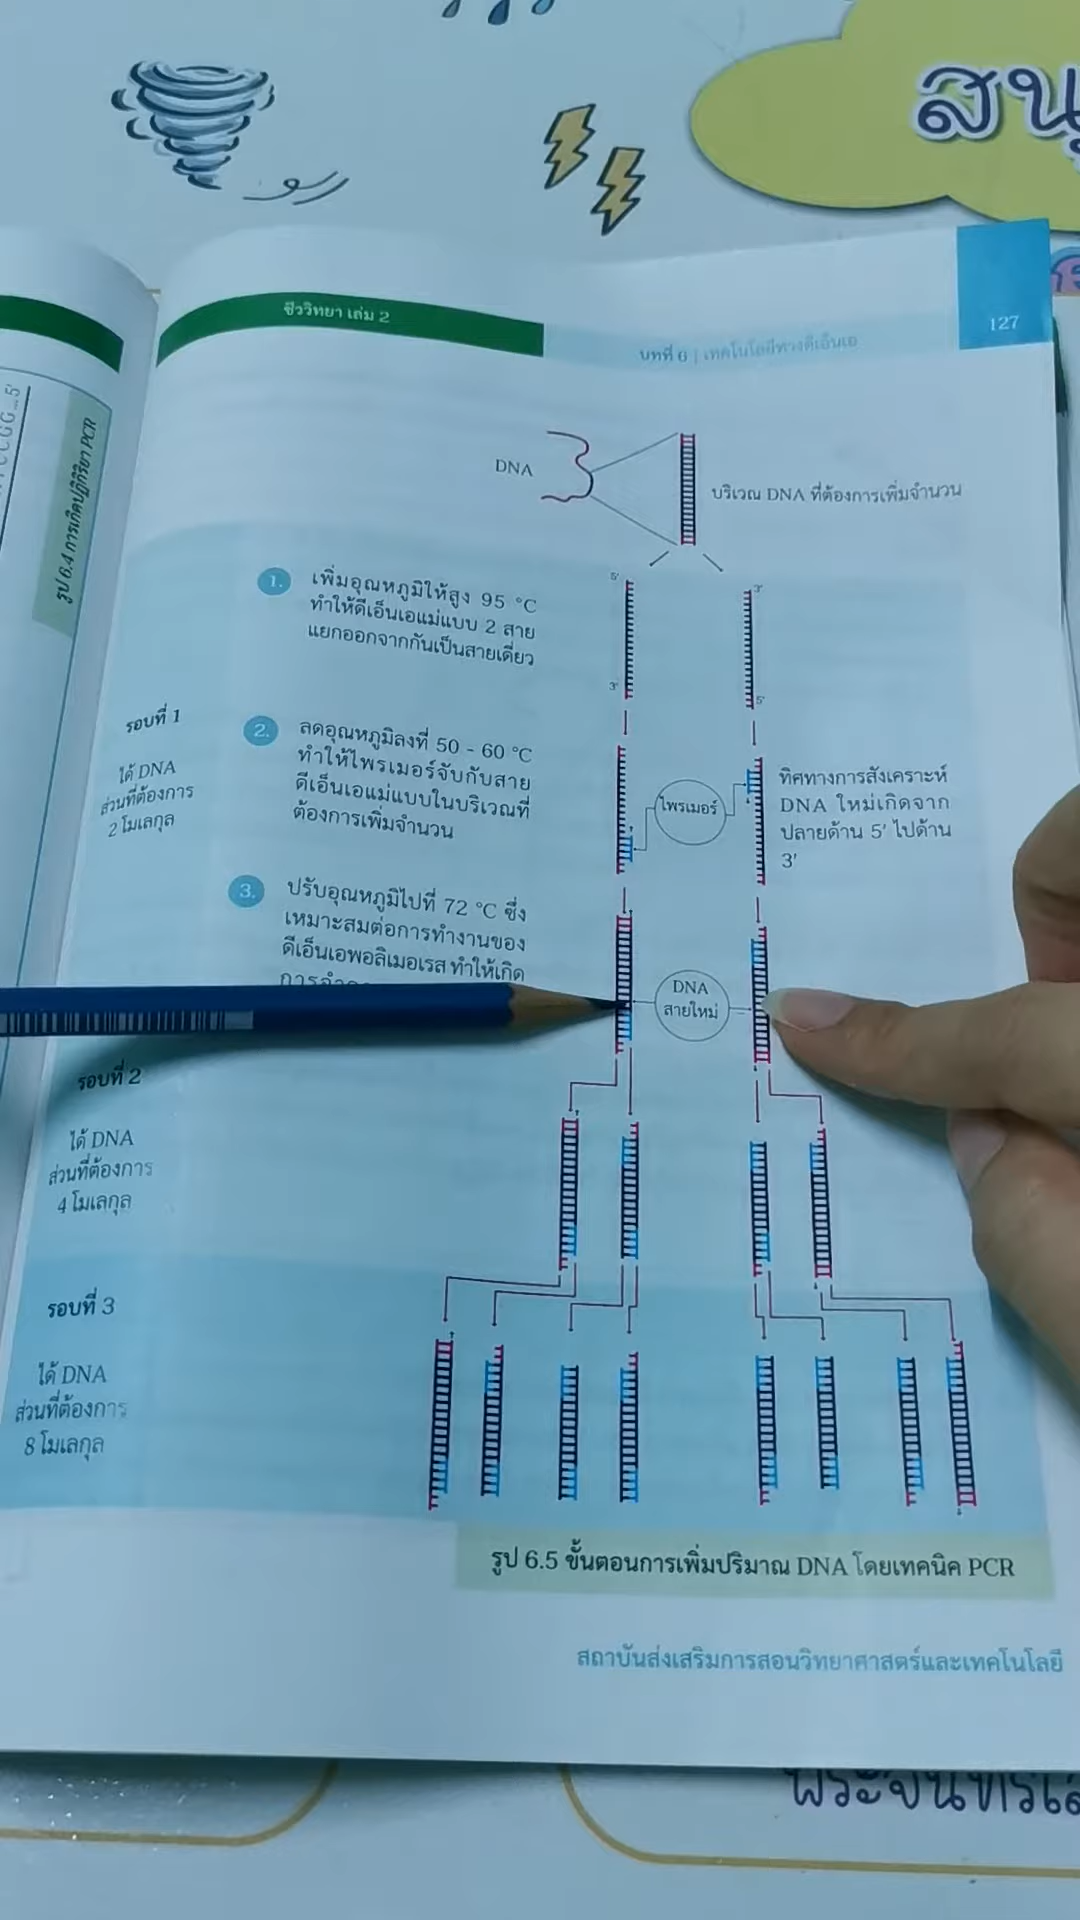 ชีววิทยา เล่ม 2
บทที่ 6 | เทคโนโลยีทางดีเอ็นเอ
127
รูป 6.4 การเกิดปฏิกิริยา PCR
DNA
บริเวณ DNA ที่ต้องการเพิ่มจำนวน
1.
เพิ่มอุณหภูมิให้สูง 95 °C
ทำให้ดีเอ็นเอแม่แบบ 2 สาย
แยกออกจากกันเป็นสายเดี่ยว
5'
3'
3'
5'
รอบที่ 1
ได้ DNA
ส่วนที่ต้องการ
2 โมเลกุล
2.
ลดอุณหภูมิลงที่ 50 - 60 °C
ทำให้ไพรเมอร์จับกับสาย
ดีเอ็นเอแม่แบบในบริเวณที่
ต้องการเพิ่มจำนวน
ไพรเมอร์
ทิศทางการสังเคราะห์
DNA ใหม่เกิดจาก
ปลายด้าน 5' ไปด้าน
3'
3.
ปรับอุณหภูมิไปที่ 72 °C ซึ่ง
เหมาะสมต่อการทำงานของ
ดีเอ็นเอพอลิเมอเรส ทำให้เกิด
DNA
สายใหม่
รอบที่ 2
ได้ DNA
ส่วนที่ต้องการ
4 โมเลกุล
รอบที่ 3
ได้ DNA
ส่วนที่ต้องการ
8 โมเลกุล
รูป 6.5 ขั้นตอนการเพิ่มปริมาณ DNA โดยเทคนิค PCR
สถาบันส่งเสริมการสอนวิทยาศาสตร์และเทคโนโลยี